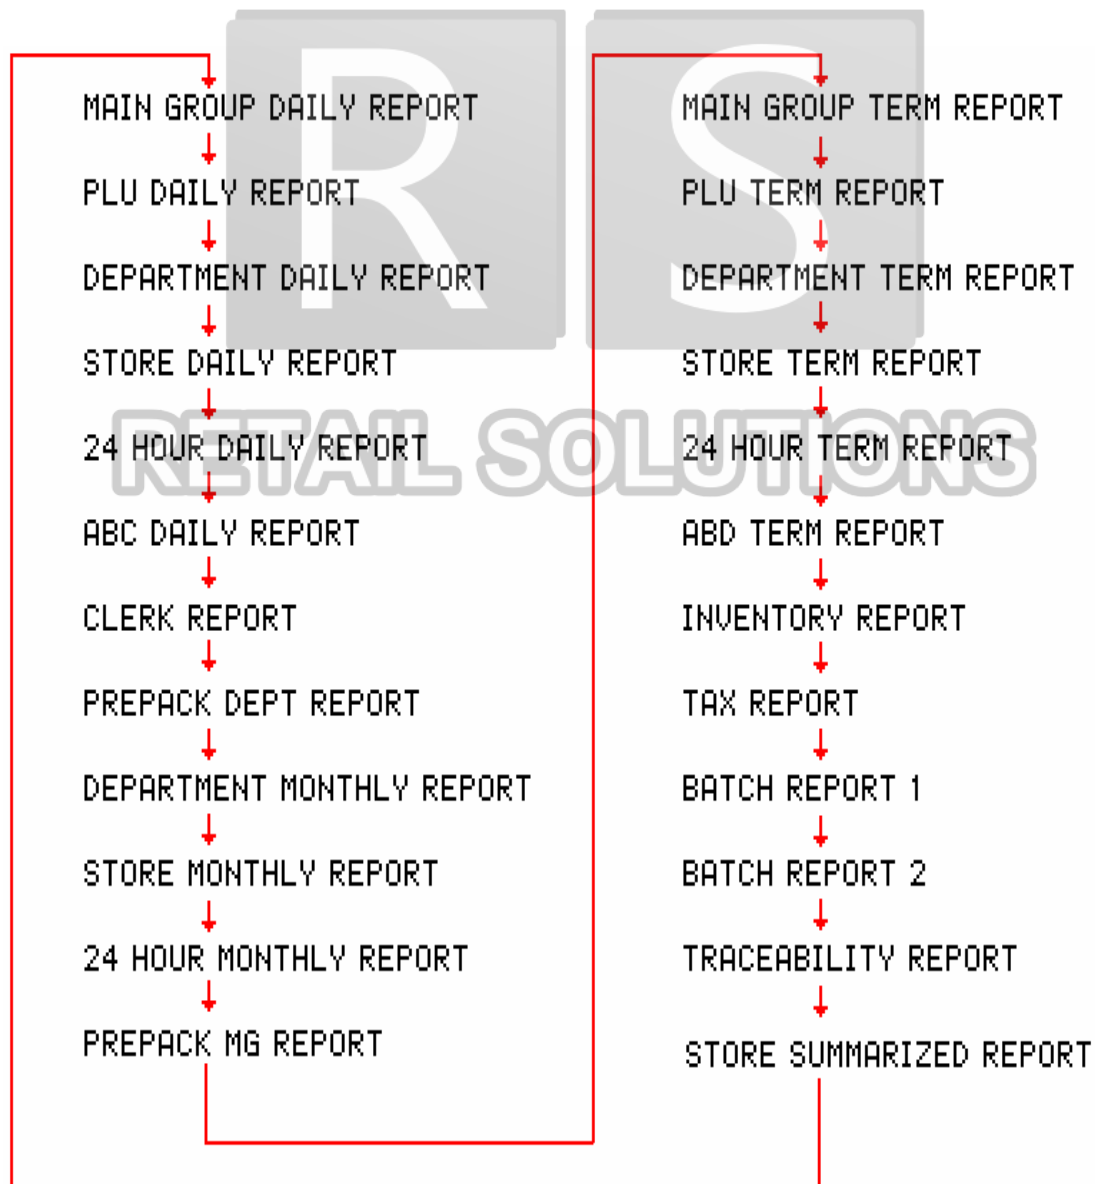 RS
RETAIL SOLUTIONS
MAIN GROUP DAILY REPORT
PLU DAILY REPORT
DEPARTMENT DAILY REPORT
STORE DAILY REPORT
24 HOUR DAILY REPORT
ABC DAILY REPORT
CLERK REPORT
PREPACK DEPT REPORT
DEPARTMENT MONTHLY REPORT
STORE MONTHLY REPORT
24 HOUR MONTHLY REPORT
PREPACK MG REPORT
MAIN GROUP TERM REPORT
PLU TERM REPORT
DEPARTMENT TERM REPORT
STORE TERM REPORT
24 HOUR TERM REPORT
ABD TERM REPORT
INVENTORY REPORT
TAX REPORT
BATCH REPORT 1
BATCH REPORT 2
TRACEABILITY REPORT
STORE SUMMARIZED REPORT